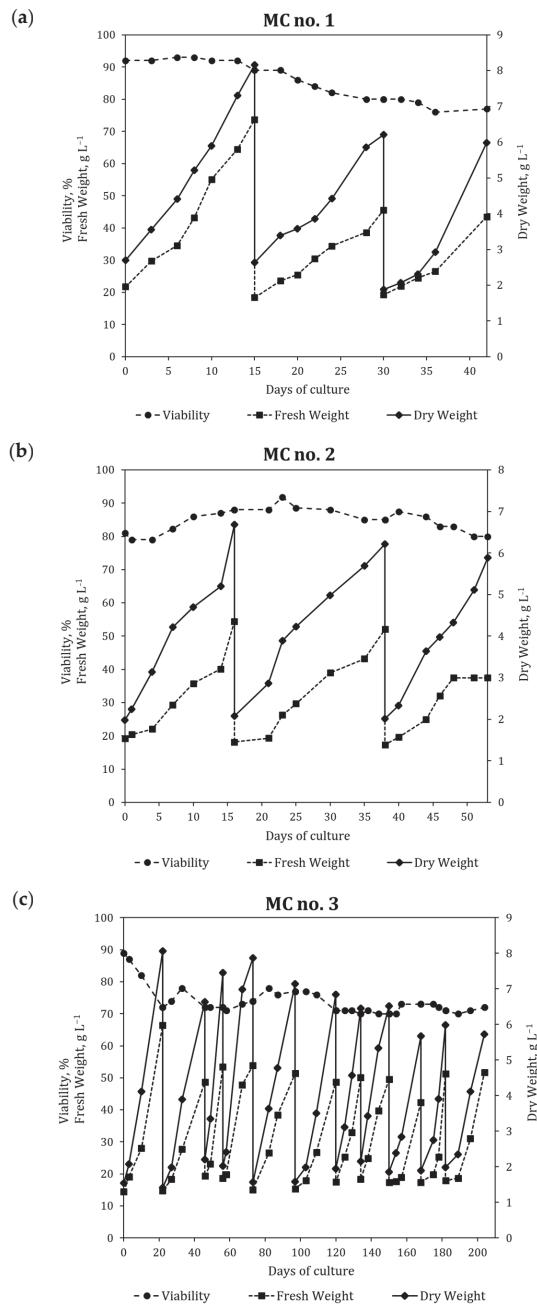 (a)
MC no. 1
100
90
80
70
60
50
40
30
20
10
0
Viability, %
Fresh Weight, g L⁻¹
9
8
7
6
5
4
3
2
1
0
Dry Weight, g L⁻¹
0 5 10 15 20 25 30 35 40
Days of culture
Viability Fresh Weight Dry Weight
(b)
MC no. 2
100
90
80
70
60
50
40
30
20
10
0
Viability, %
Fresh Weight, g L⁻¹
8
7
6
5
4
3
2
1
0
Dry Weight, g L⁻¹
0 5 10 15 20 25 30 35 40 45 50
Days of culture
Viability Fresh Weight Dry Weight
(c)
MC no. 3
100
90
80
70
60
50
40
30
20
10
0
Viability, %
Fresh Weight, g L⁻¹
9
8
7
6
5
4
3
2
1
0
Dry Weight, g L⁻¹
0 20 40 60 80 100 120 140 160 180 200
Days of culture
Viability Fresh Weight Dry Weight